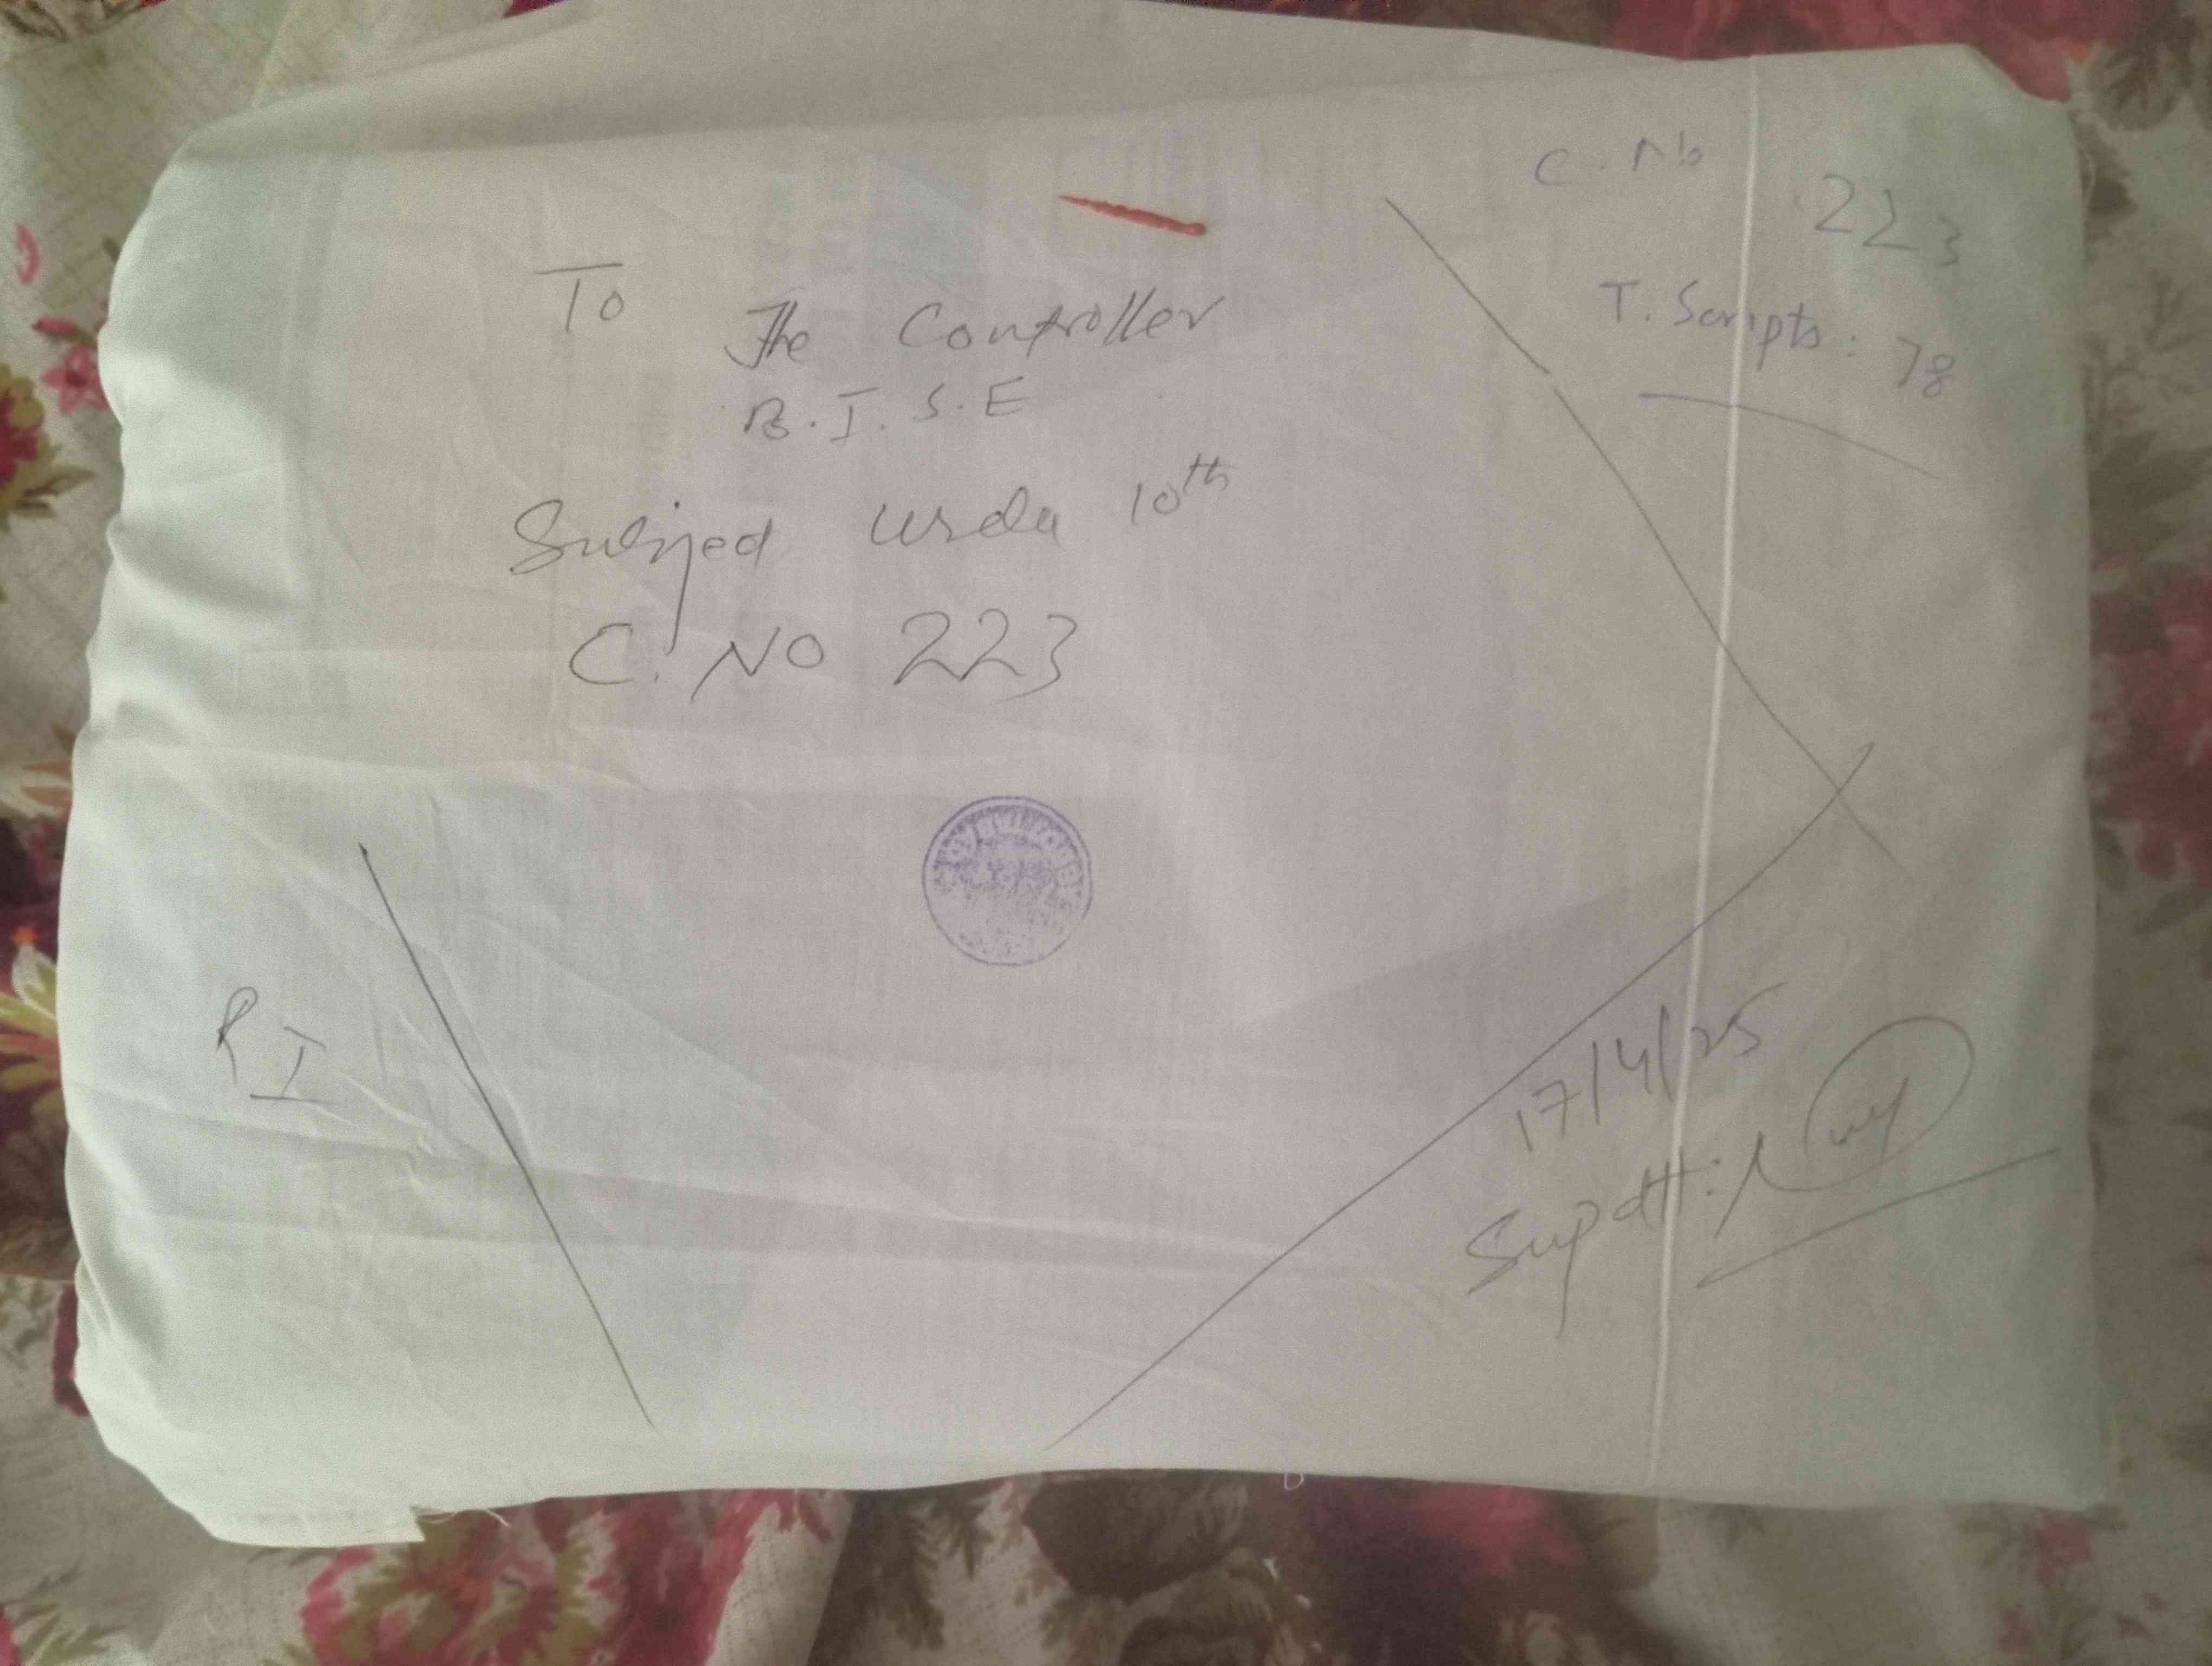 C. No 223
T. Scripts: 78
To
The Controller
B.I.S.E
Subject Urdu 10th
C. NO 223
P I
17/4/25
Supdt: